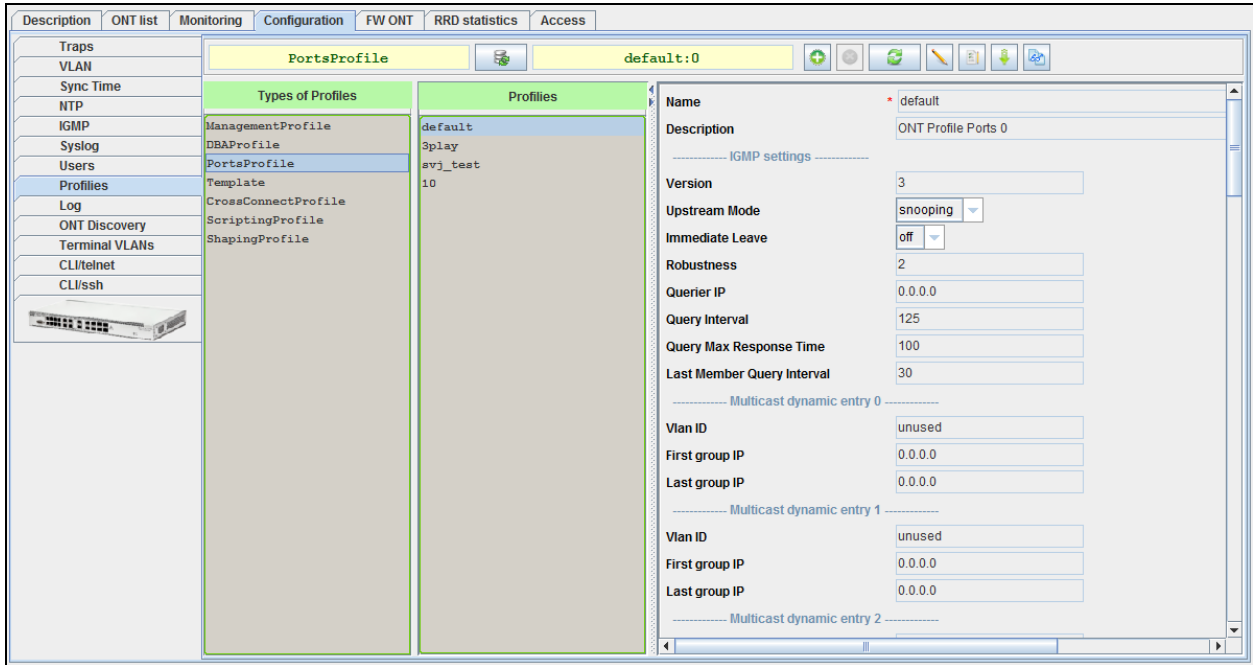 Description ONT list Monitoring Configuration FW ONT RRD statistics Access
Traps
VLAN
Sync Time
NTP
IGMP
Syslog
Users
Profilies
Log
ONT Discovery
Terminal VLANs
CLI/telnet
CLI/ssh
PortsProfile default:0
Types of Profiles
ManagementProfile
DBAProfile
PortsProfile
Template
CrossConnectProfile
ScriptingProfile
ShapingProfile
Profilies
default
3play
svj_test
10
Name * default
Description ONT Profile Ports 0
------------- IGMP settings -------------
Version 3
Upstream Mode snooping
Immediate Leave off
Robustness 2
Querier IP 0.0.0.0
Query Interval 125
Query Max Response Time 100
Last Member Query Interval 30
------------- Multicast dynamic entry 0 -------------
Vlan ID unused
First group IP 0.0.0.0
Last group IP 0.0.0.0
------------- Multicast dynamic entry 1 -------------
Vlan ID unused
First group IP 0.0.0.0
Last group IP 0.0.0.0
------------- Multicast dynamic entry 2 -------------